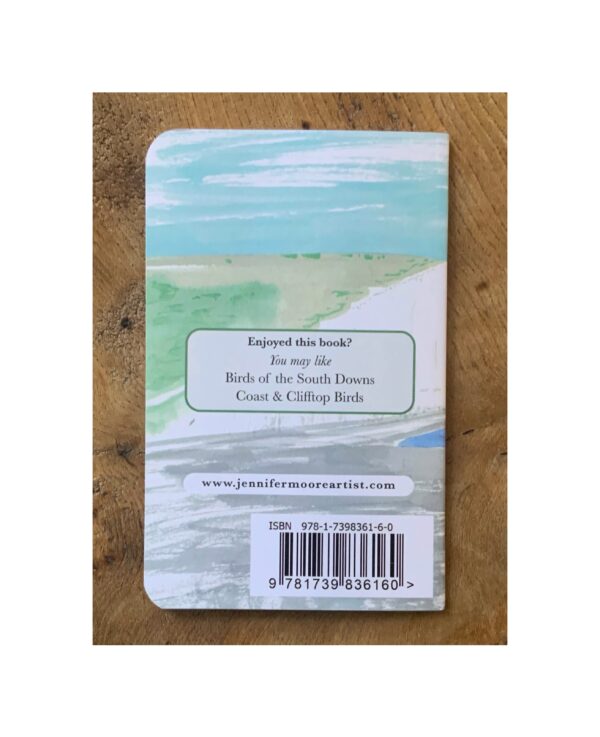 Enjoyed this book?
You may like
Birds of the South Downs
Coast & Clifftop Birds
www.jennifermooreartist.com
ISBN 978-1-7398361-6-0
9 781739 836160 >